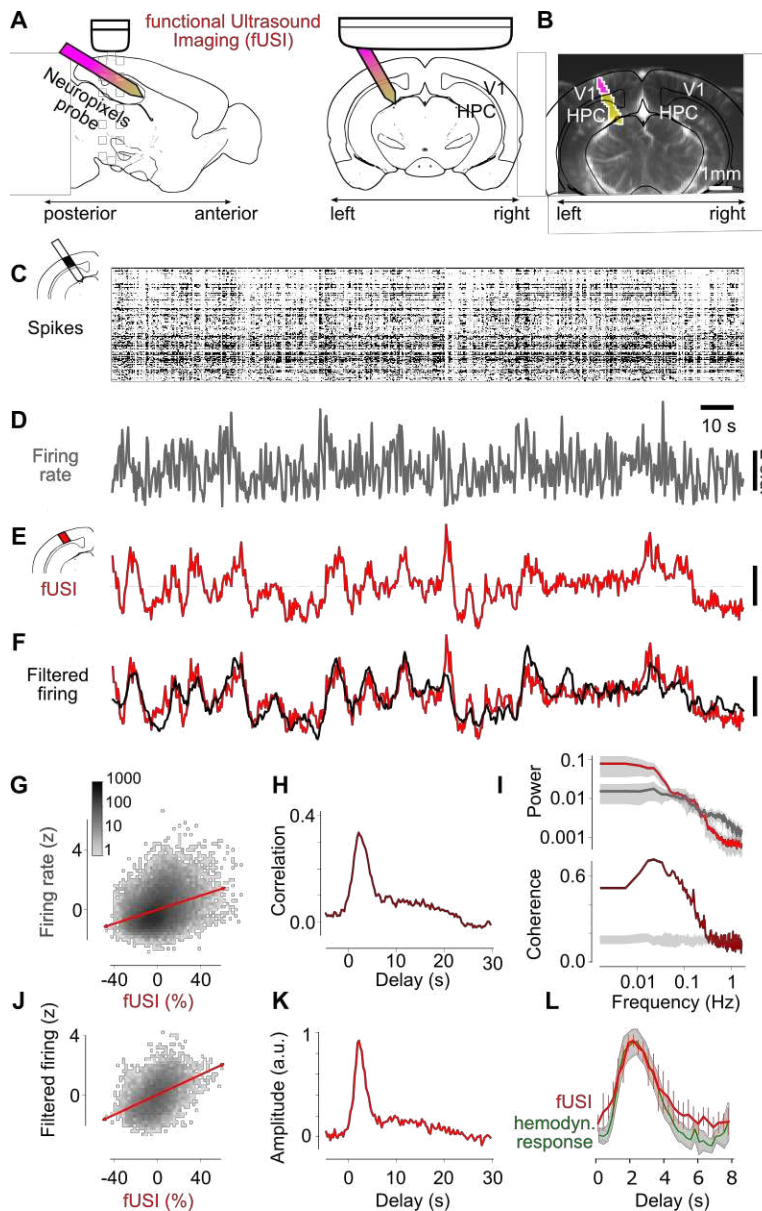 A
functional Ultrasound
Imaging (fUSI)
Neuropixels
probe
V1
HPC
posterior
anterior
left
right
B
V1
V1
HPC
HPC
1mm
left
right
C
Spikes
D
10 s
Firing
rate
E
fUSI
F
Filtered
firing
G
1000
100
10
1
Firing rate (z)
4
0
-40
0
40
fUSI (%)
H
Correlation
0.4
0.0
0
10
20
30
Delay (s)
I
Power
0.1
0.01
0.001
Coherence
0.6
0.0
0.01
0.1
1
Frequency (Hz)
J
Filtered firing (z)
4
0
-40
0
40
fUSI (%)
K
Amplitude (a.u.)
1
0
0
10
20
30
Delay (s)
L
fUSI
hemodyn.
response
0
2
4
6
8
Delay (s)